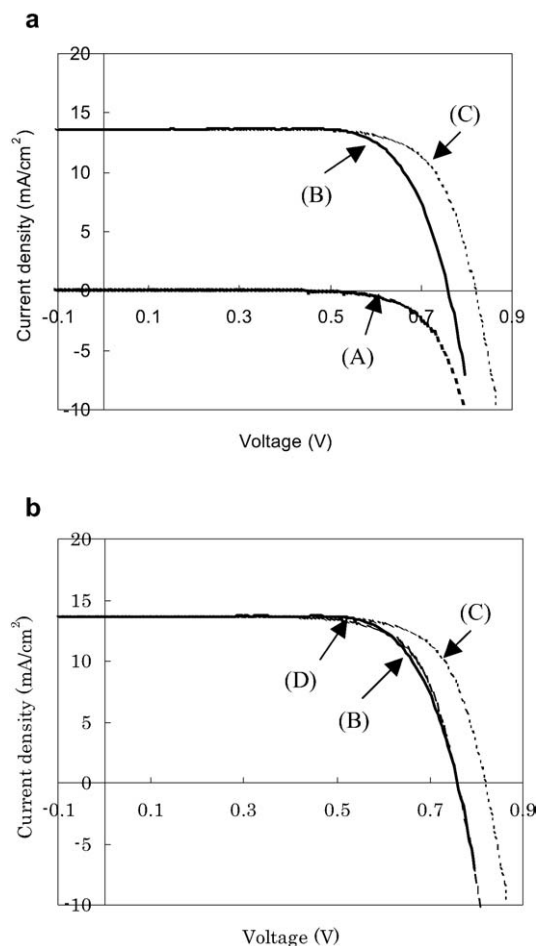 a
20
15
10
5
0
-5
-10
-0.1
0.1
0.3
0.5
0.7
0.9
Current density (mA/cm²)
Voltage (V)
(C)
(B)
(A)
b
20
15
10
5
0
-5
-10
-0.1
0.1
0.3
0.5
0.7
0.9
Current density (mA/cm²)
Voltage (V)
(C)
(D)
(B)